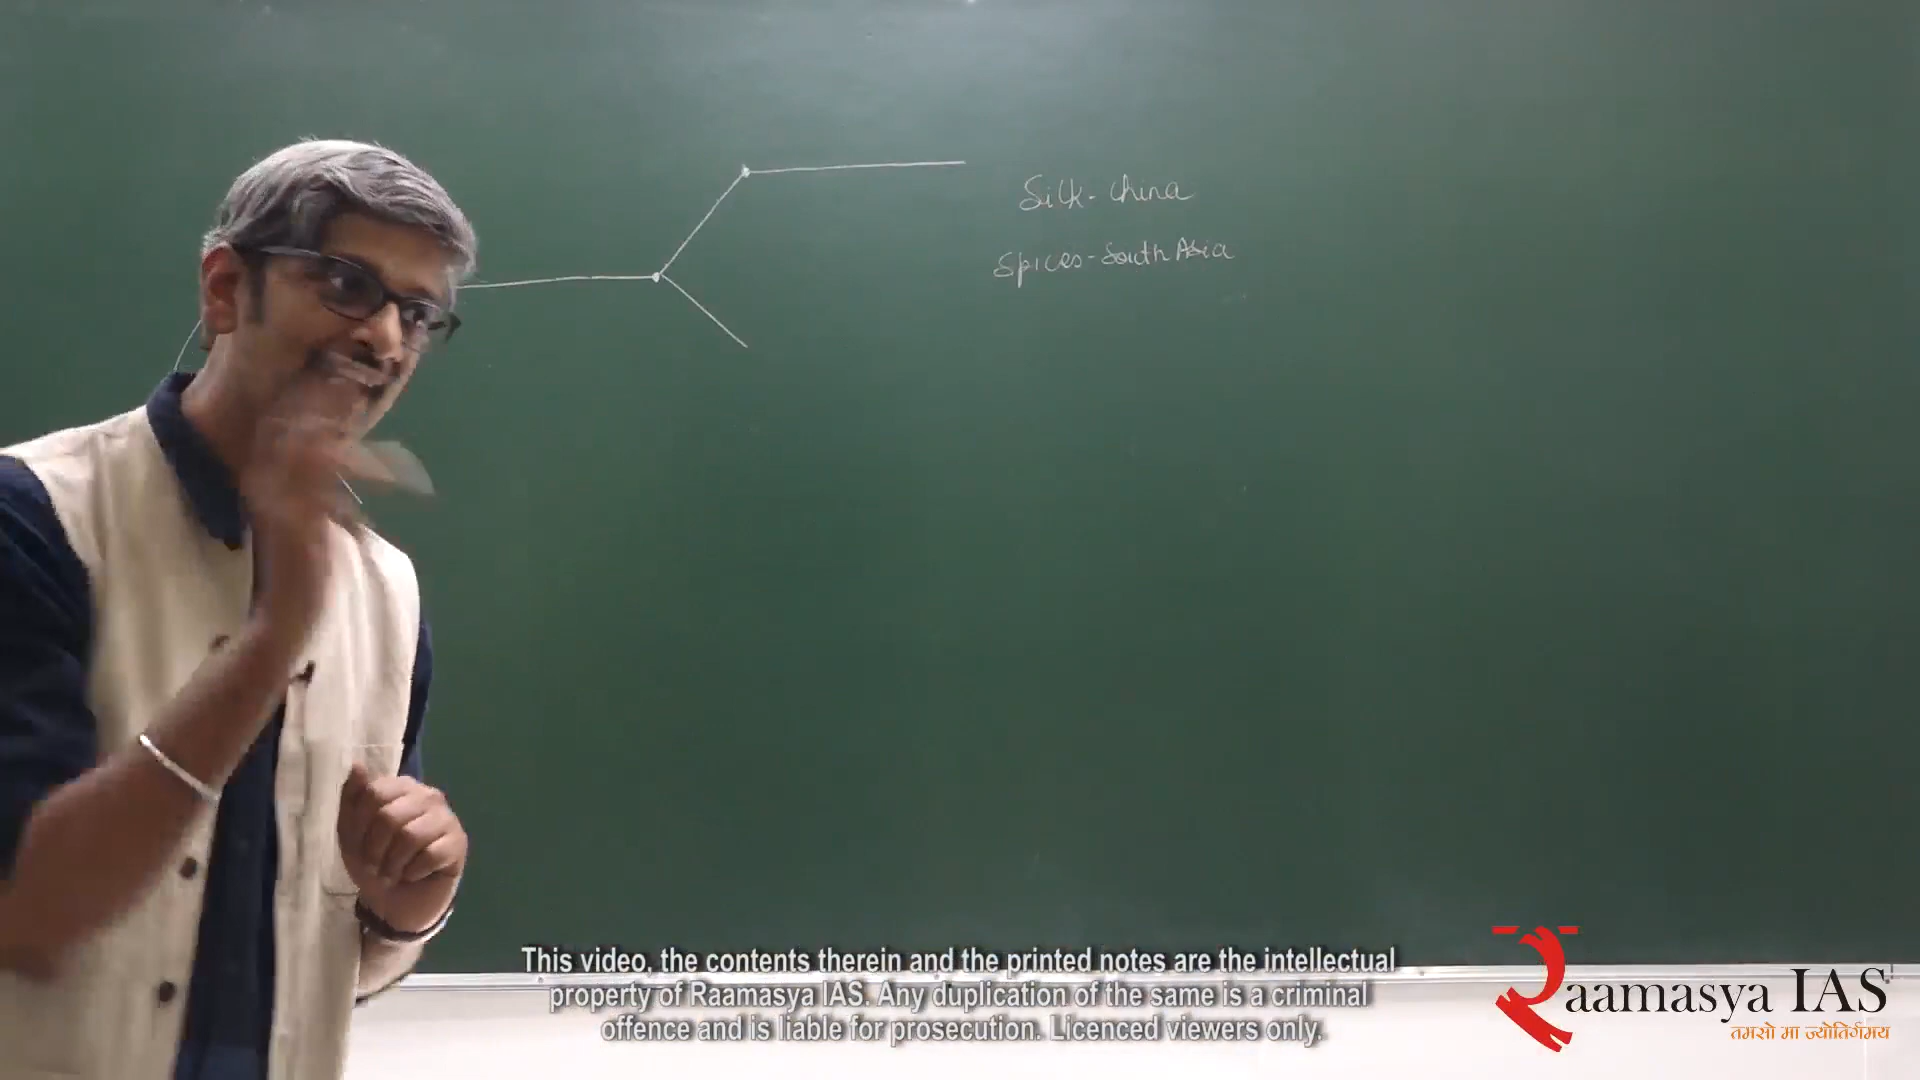 Silk - China
Spices - South Asia
This video, the contents therein and the printed notes are the intellectual
property of Raamasya IAS. Any duplication of the same is a criminal
offence and is liable for prosecution. Licenced viewers only.
Raamasya IAS
तमसो मा ज्योतिर्गमय